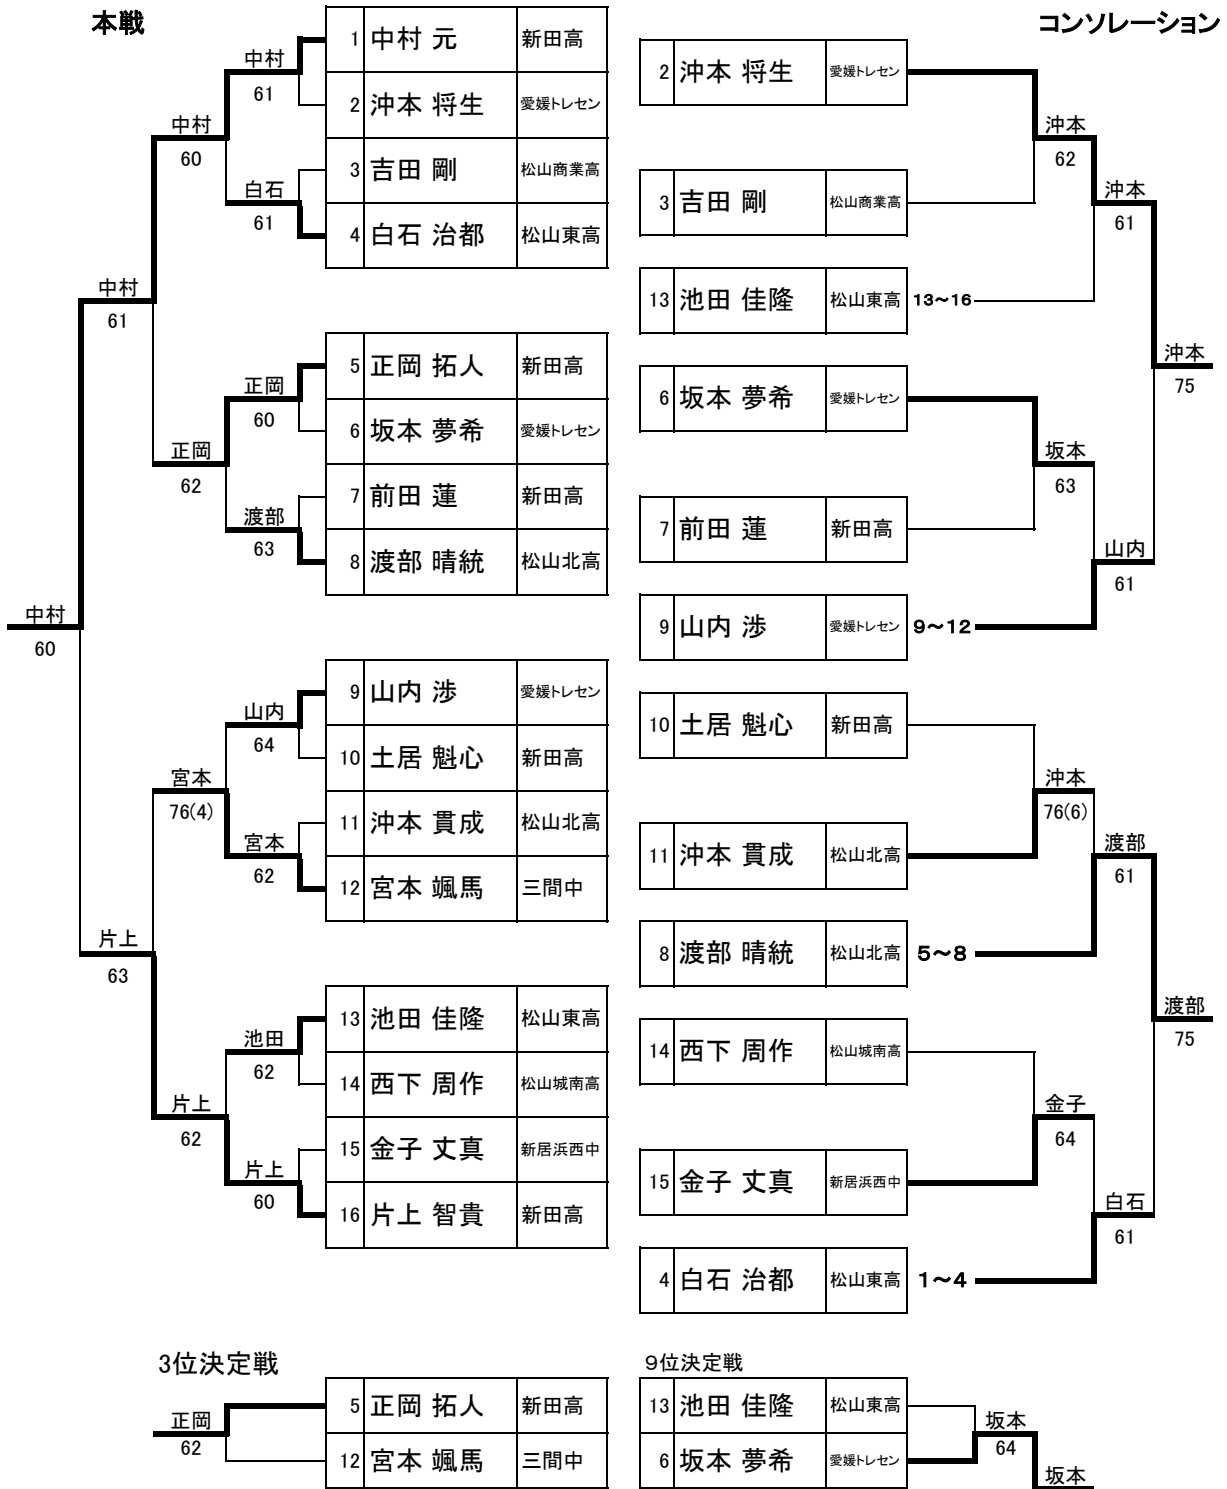 本戦
コンソレーション
1 中村 元 新田高
2 沖本 将生 愛媛トレセン
3 吉田 剛 松山商業高
4 白石 治都 松山東高
5 正岡 拓人 新田高
6 坂本 夢希 愛媛トレセン
7 前田 蓮 新田高
8 渡部 晴統 松山北高
9 山内 渉 愛媛トレセン
10 土居 魁心 新田高
11 沖本 貫成 松山北高
12 宮本 颯馬 三間中
13 池田 佳隆 松山東高
14 西下 周作 松山城南高
15 金子 丈真 新居浜西中
16 片上 智貴 新田高
中村
61
白石
61
正岡
60
渡部
63
山内
64
宮本
62
池田
62
片上
60
中村
60
正岡
62
宮本
76(4)
片上
62
中村
61
片上
63
中村
60
2 沖本 将生 愛媛トレセン
3 吉田 剛 松山商業高
13 池田 佳隆 松山東高 13～16
6 坂本 夢希 愛媛トレセン
7 前田 蓮 新田高
9 山内 渉 愛媛トレセン 9～12
10 土居 魁心 新田高
11 沖本 貫成 松山北高
8 渡部 晴統 松山北高 5～8
14 西下 周作 松山城南高
15 金子 丈真 新居浜西中
4 白石 治都 松山東高 1～4
沖本
62
坂本
63
沖本
76(6)
金子
64
沖本
61
山内
61
渡部
61
白石
61
沖本
75
渡部
75
3位決定戦
5 正岡 拓人 新田高
12 宮本 颯馬 三間中
正岡
62
９位決定戦
13 池田 佳隆 松山東高
6 坂本 夢希 愛媛トレセン
坂本
64
坂本